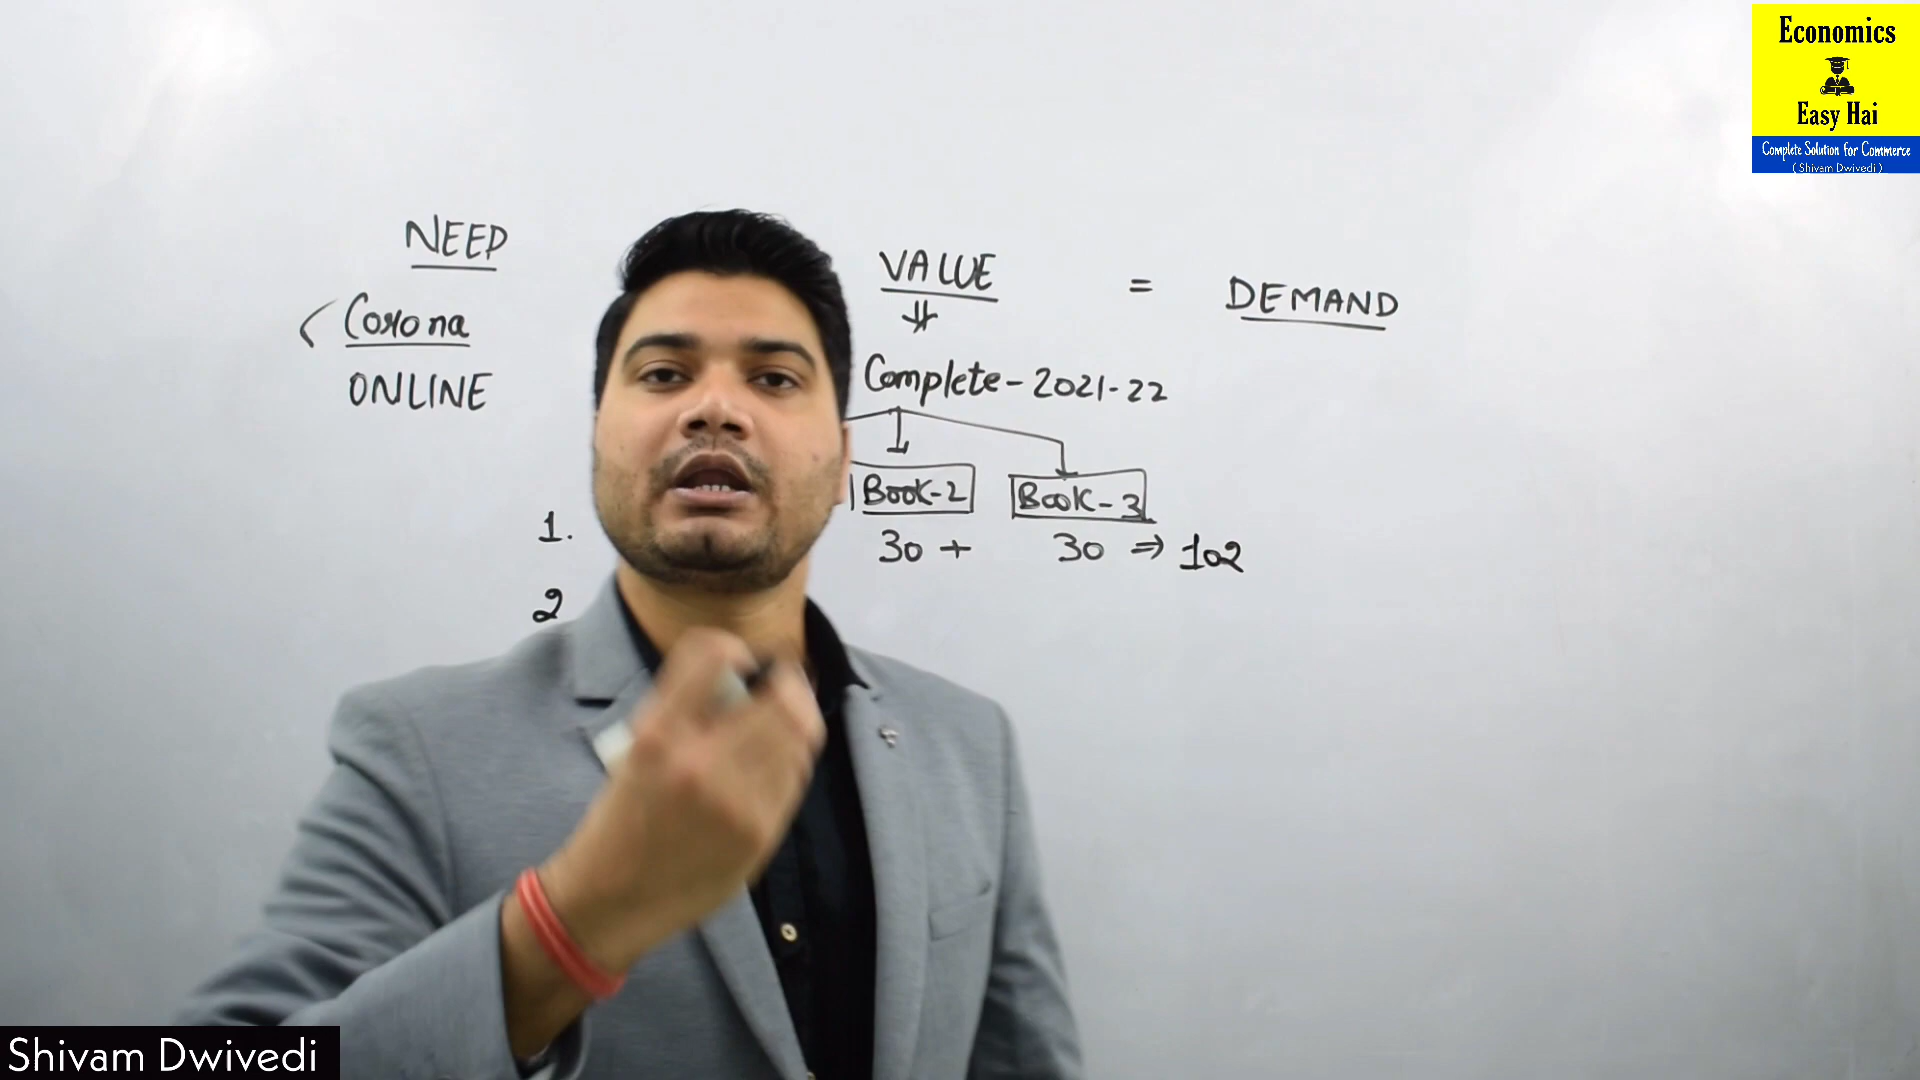 Economics
Easy Hai
Complete Solution for Commerce
( Shivam Dwivedi )
NEED
VALUE = DEMAND
Corona
ONLINE
Complete - 2021-22
Book-2 Book-3
1. 30 + 30 ⇒ 102
2
Shivam Dwivedi